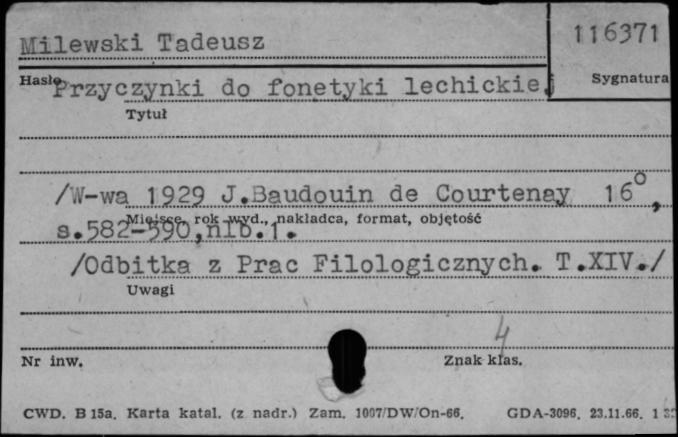 Milewski Tadeusz
116371
Hasło
Sygnatura
Przyczynki do fonetyki lechickiej
Tytuł
/W-wa 1929 J.Baudouin de Courtenay 16°,
Miejsce, rok wyd., nakładca, format, objętość
s.582-590,nlb.1.
/Odbitka z Prac Filologicznych. T.XIV./
Uwagi
4
Nr inw.
Znak klas.
CWD. B 15a. Karta katal. (z nadr.) Zam. 1007/DW/On-66. GDA-3096. 23.11.66.